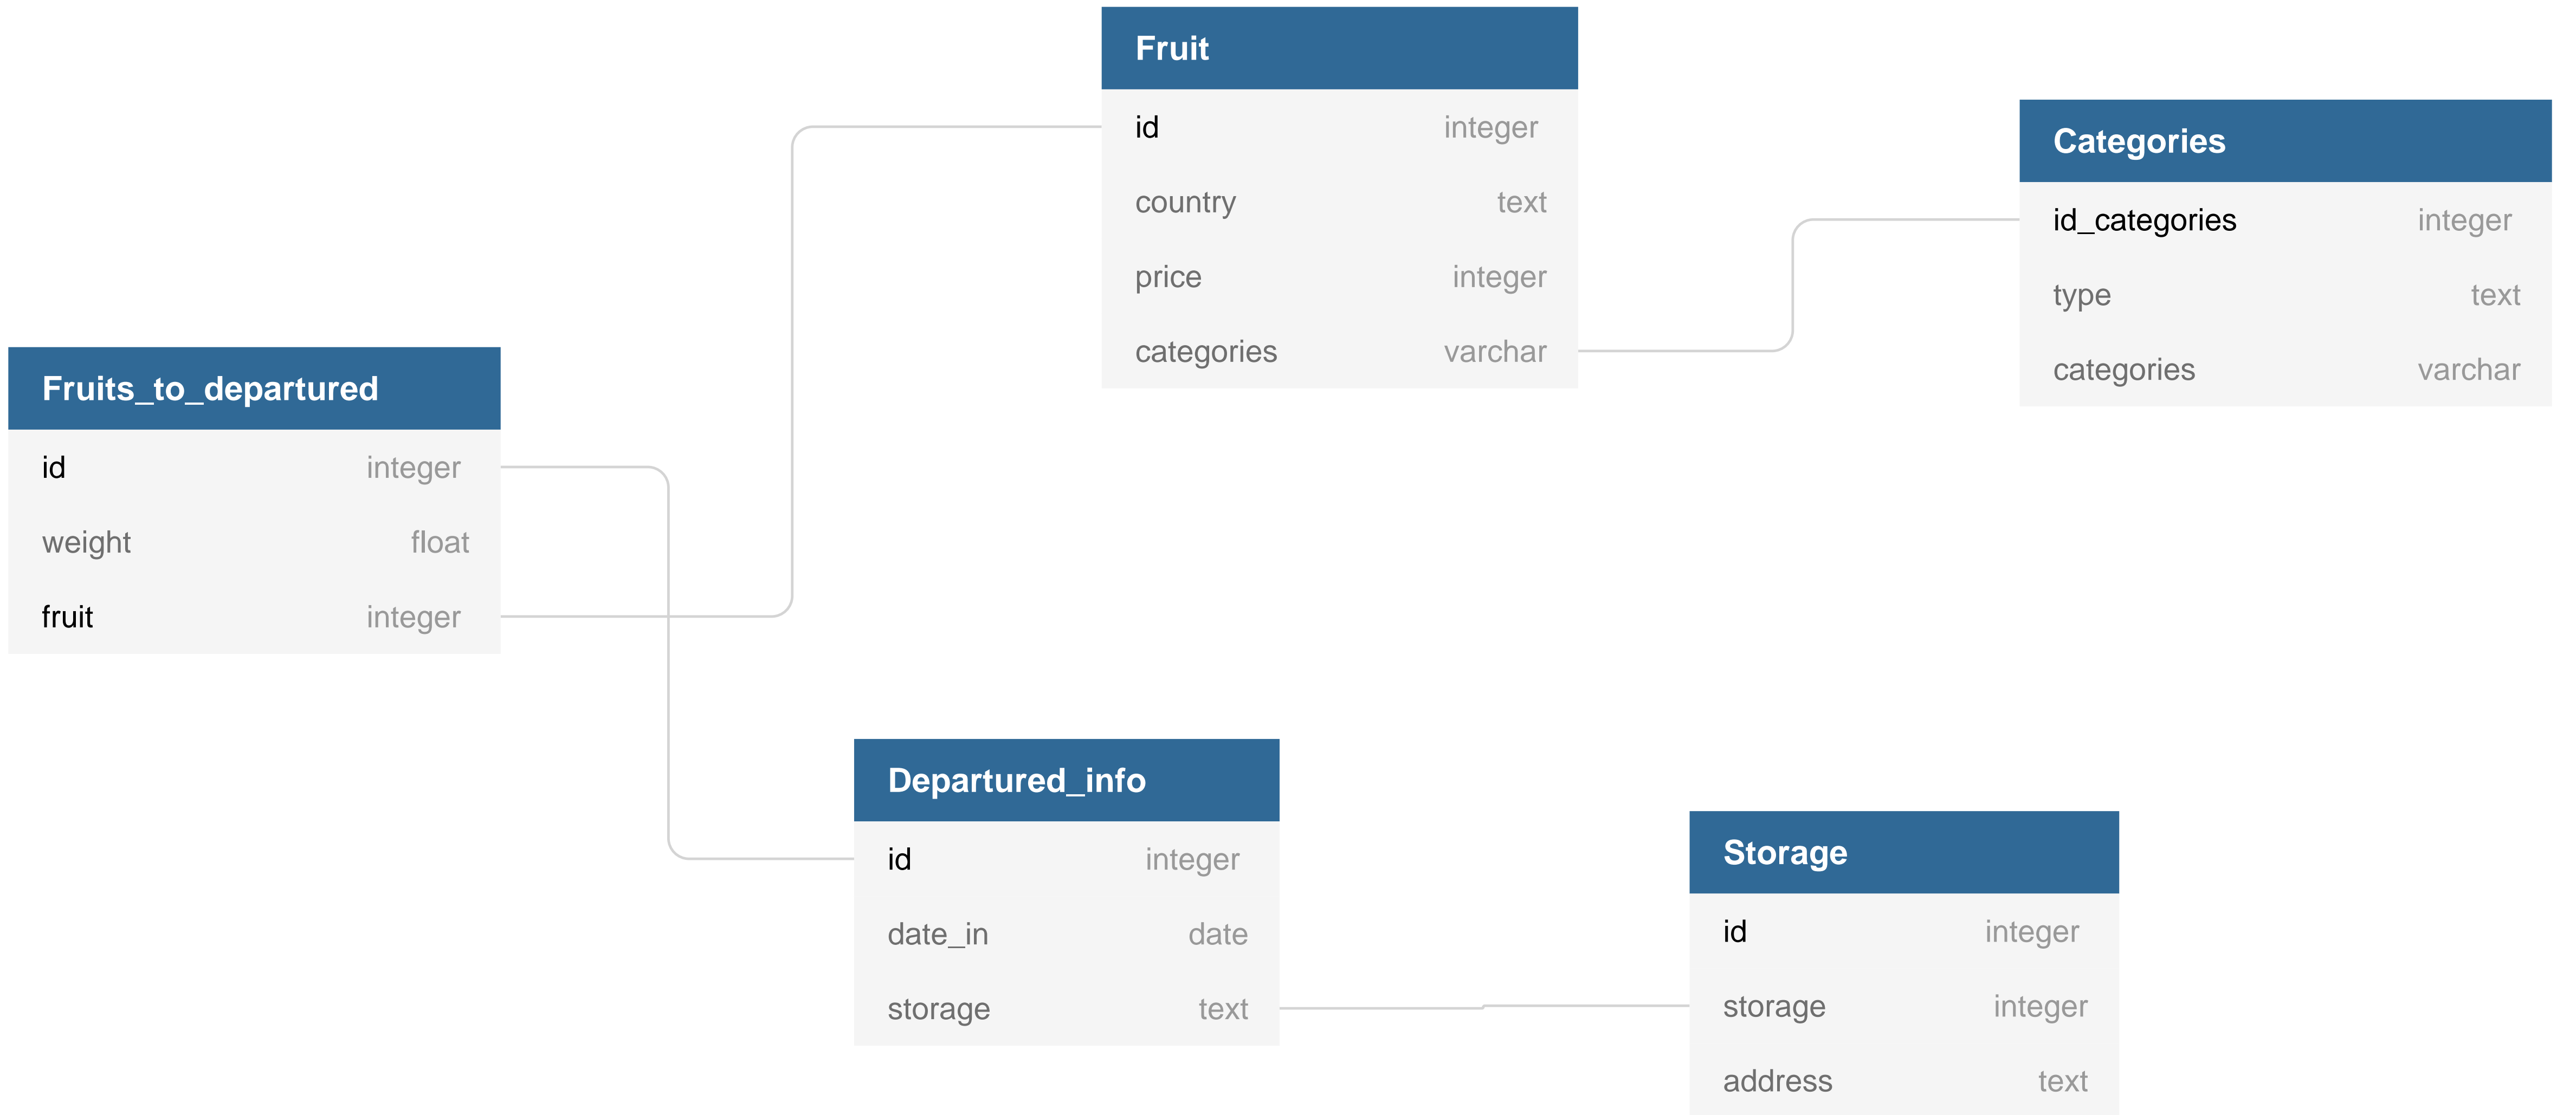 Fruit
id integer
country text
price integer
categories varchar
Categories
id_categories integer
type text
categories varchar
Fruits_to_departured
id integer
weight float
fruit integer
Departured_info
id integer
date_in date
storage text
Storage
id integer
storage integer
address text